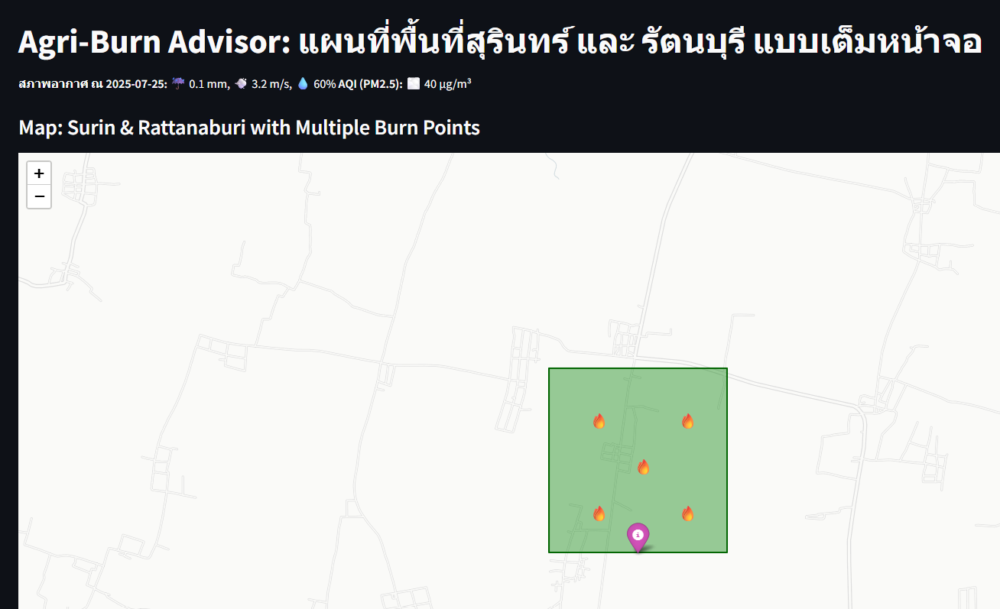 Agri-Burn Advisor: แผนที่พื้นที่สุรินทร์ และ รัตนบุรี แบบเต็มหน้าจอ
สภาพอากาศ ณ 2025-07-25: ☔ 0.1 mm, 💨 3.2 m/s, 💧 60% AQI (PM2.5): 🌫 40 µg/m³
Map: Surin & Rattanaburi with Multiple Burn Points
+
−
i